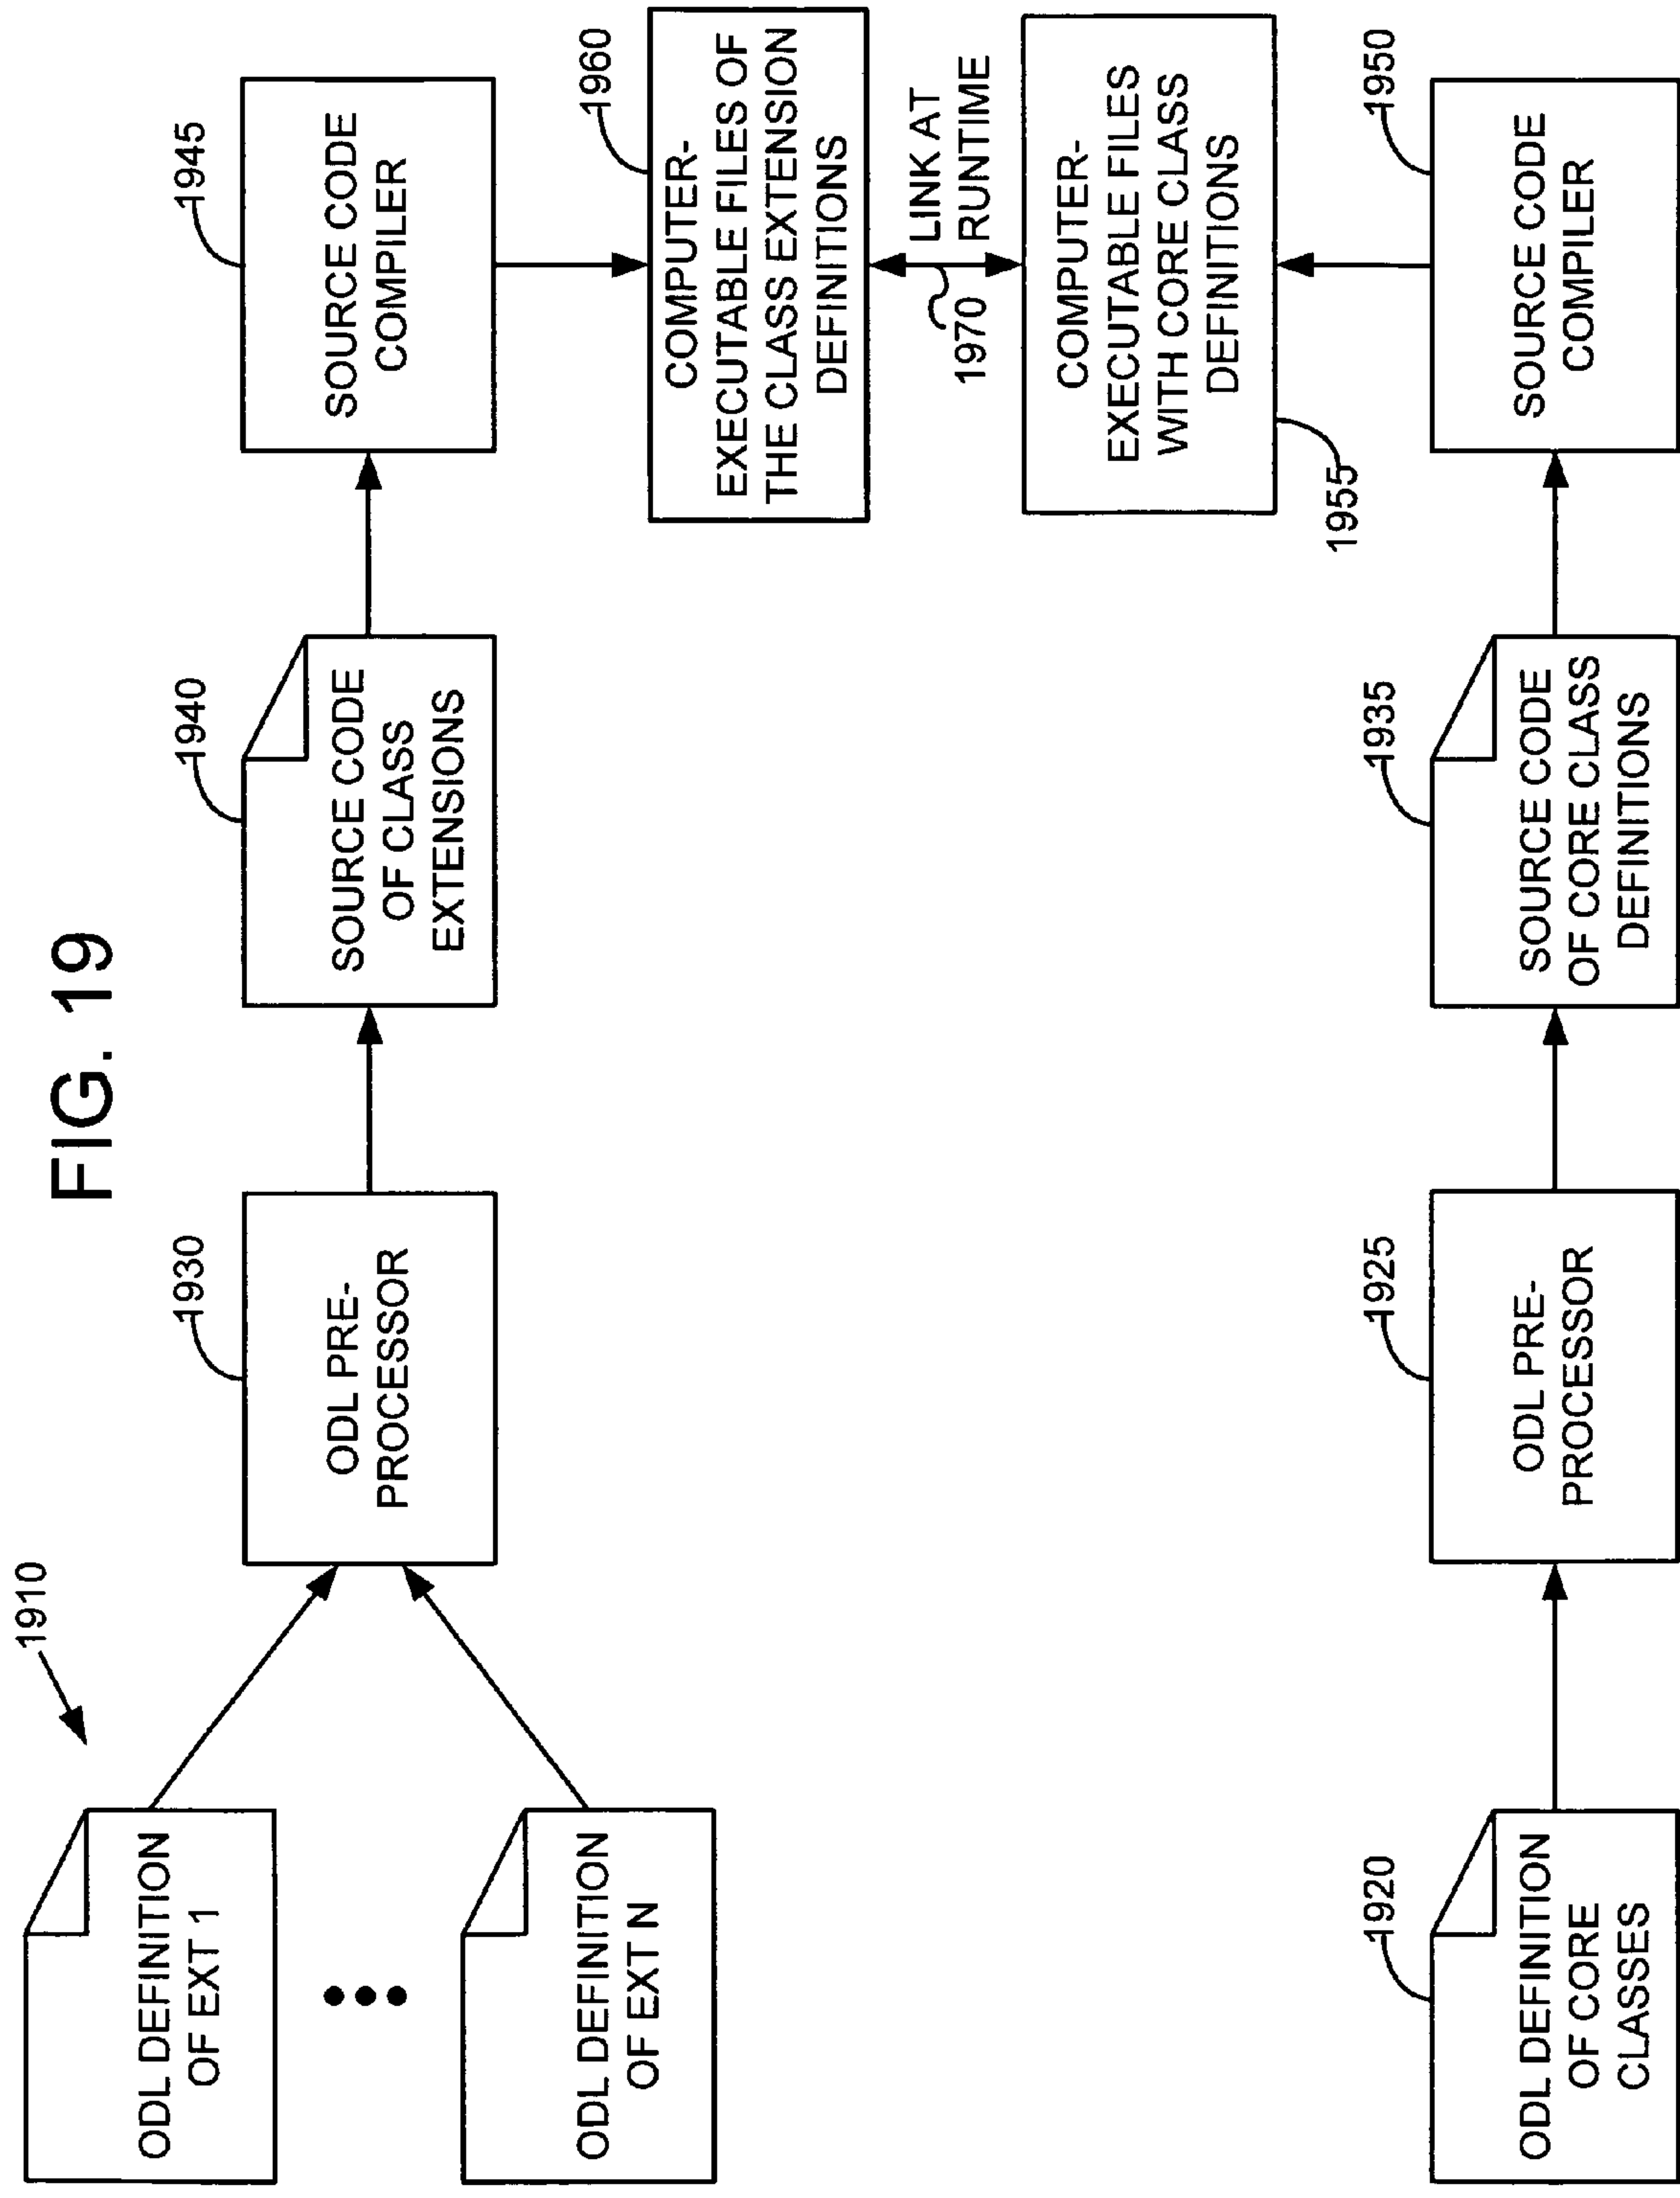 FIG. 19
1910
ODL DEFINITION
OF EXT 1
ODL DEFINITION
OF EXT N
1930
ODL PRE-
PROCESSOR
1940
SOURCE CODE
OF CLASS
EXTENSIONS
1945
SOURCE CODE
COMPILER
1960
COMPUTER-
EXECUTABLE FILES OF
THE CLASS EXTENSION
DEFINITIONS
LINK AT
RUNTIME
1970
COMPUTER-
EXECUTABLE FILES
WITH CORE CLASS
DEFINITIONS
1955
1920
ODL DEFINITION
OF CORE
CLASSES
1925
ODL PRE-
PROCESSOR
1935
SOURCE CODE
OF CORE CLASS
DEFINITIONS
1950
SOURCE CODE
COMPILER